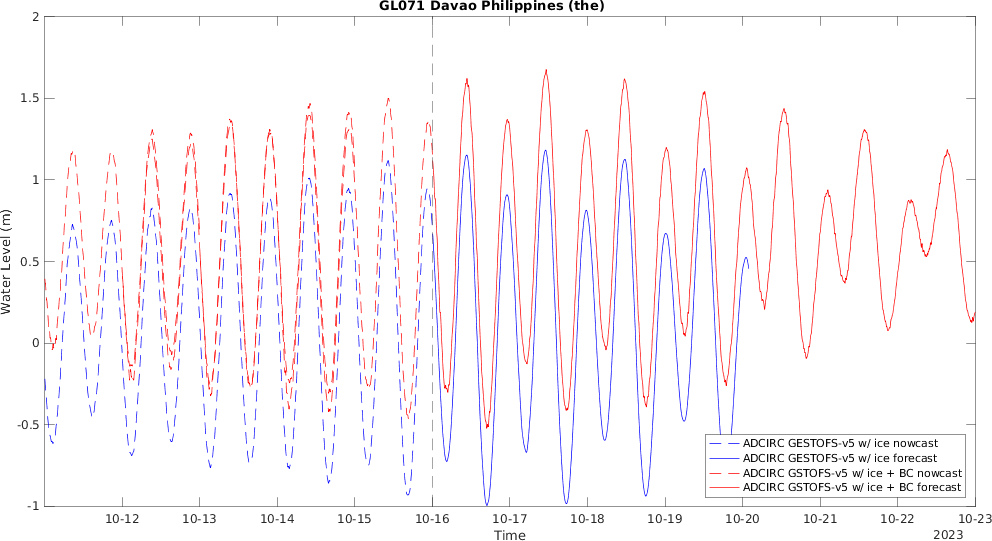 GL071 Davao Philippines (the)
2
1.5
1
0.5
0
-0.5
-1
Water Level (m)
10-12 10-13 10-14 10-15 10-16 10-17 10-18 10-19 10-20 10-21 10-22 10-23
Time
2023
ADCIRC GESTOFS-v5 w/ ice nowcast
ADCIRC GESTOFS-v5 w/ ice forecast
ADCIRC GSTOFS-v5 w/ ice + BC nowcast
ADCIRC GSTOFS-v5 w/ ice + BC forecast